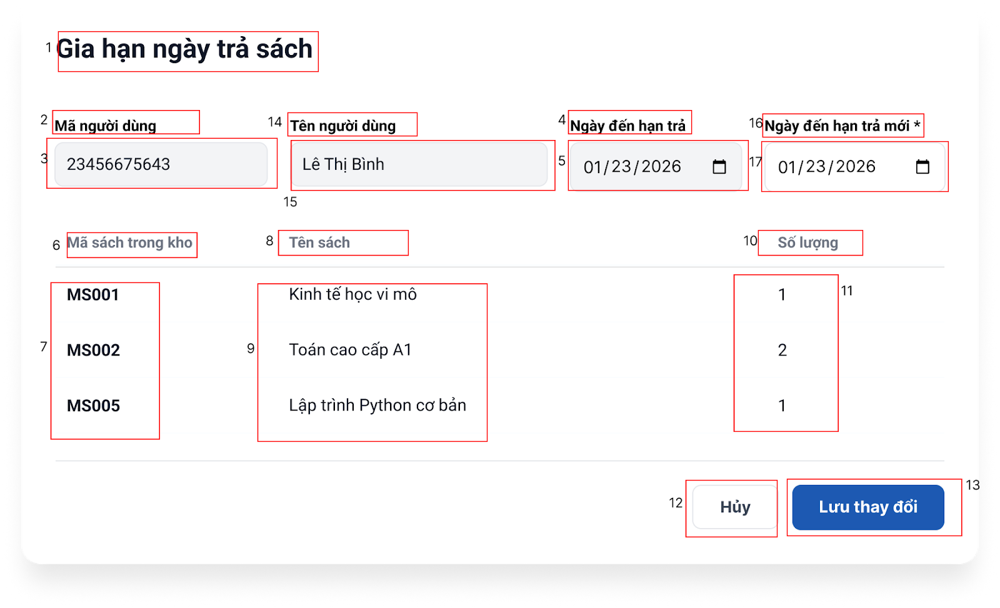 1 Gia hạn ngày trả sách
2 Mã người dùng 14 Tên người dùng 4 Ngày đến hạn trả 16 Ngày đến hạn trả mới *
3 23456675643 Lê Thị Bình 5 01/23/2026 17 01/23/2026
15
6 Mã sách trong kho 8 Tên sách 10 Số lượng
MS001 Kinh tế học vi mô 1 11
7 MS002 9 Toán cao cấp A1 2
MS005 Lập trình Python cơ bản 1
12 Hủy Lưu thay đổi 13